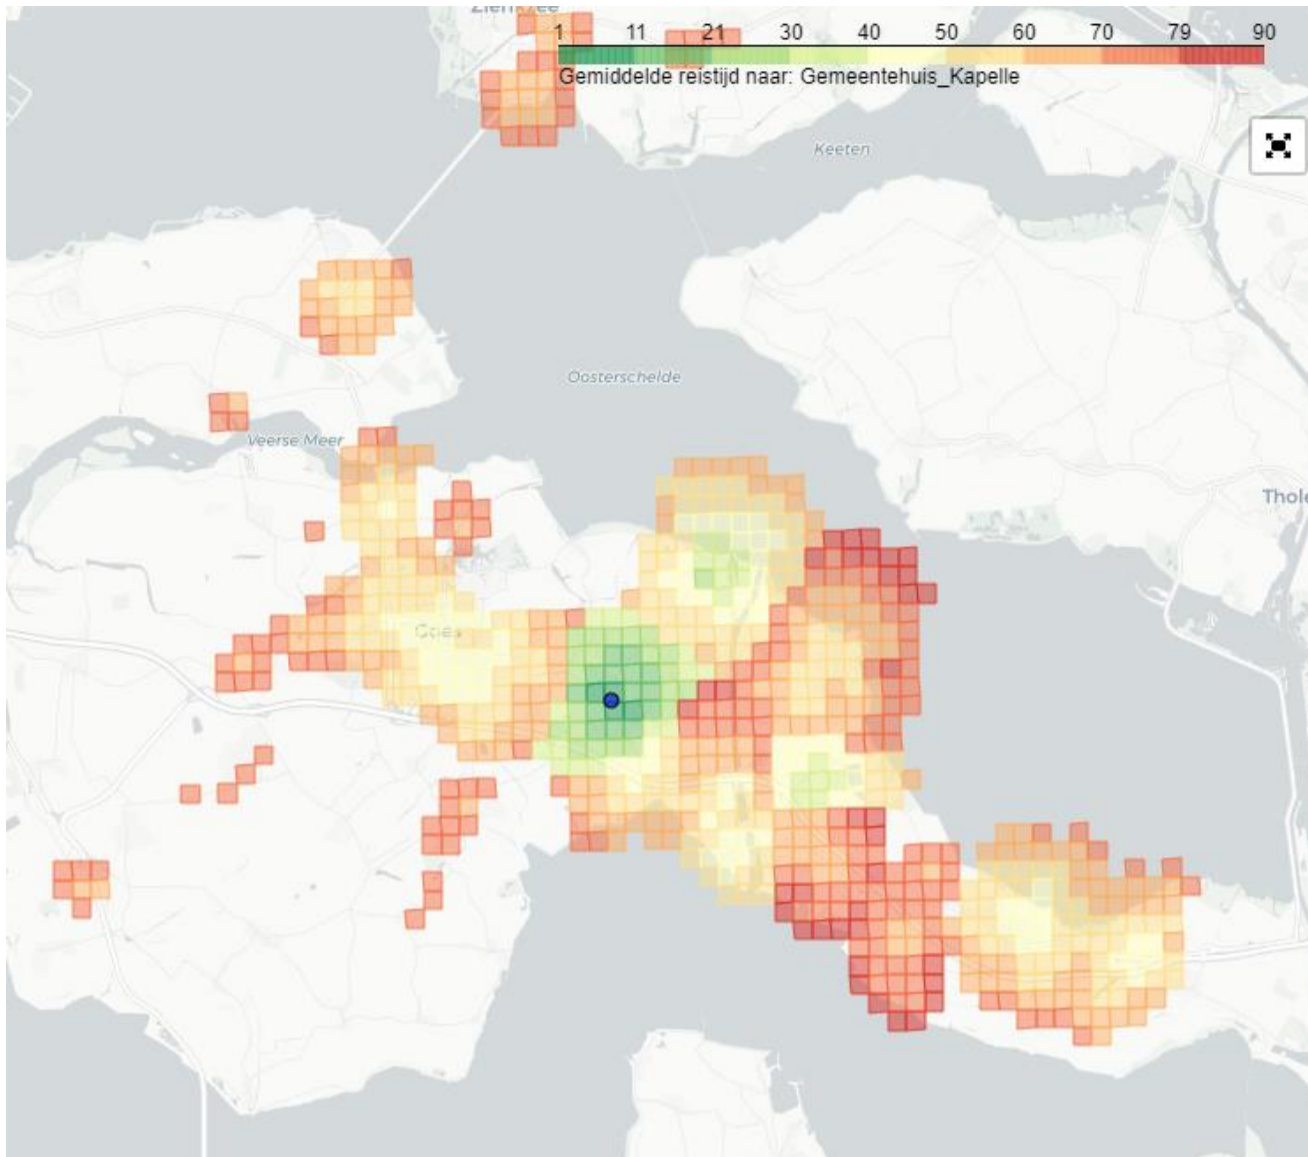 Zierikzee
1 11 21 30 40 50 60 70 79 90
Gemiddelde reistijd naar: Gemeentehuis_Kapelle
Keeten
Oosterschelde
Veerse Meer
Thole
Goes